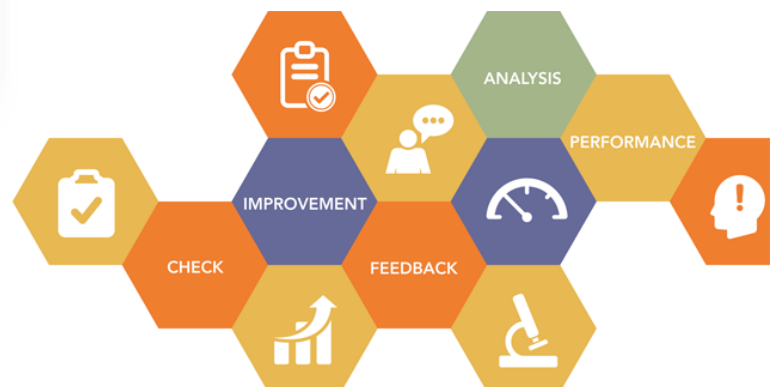 ANALYSIS
PERFORMANCE
IMPROVEMENT
CHECK
FEEDBACK